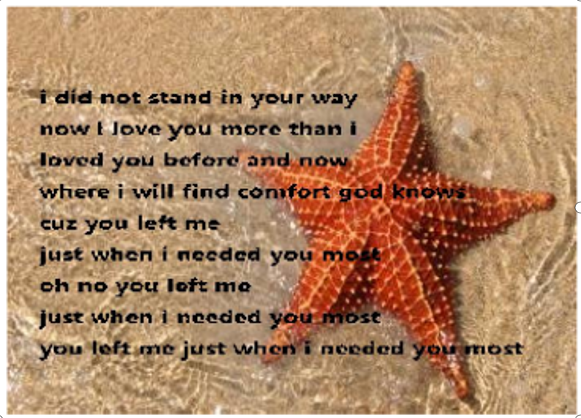 i did not stand in your way
now I love you more than i
loved you before and now
where i will find comfort god knows
cuz you left me
just when i needed you most
oh no you left me
just when i needed you most
you left me just when i needed you most